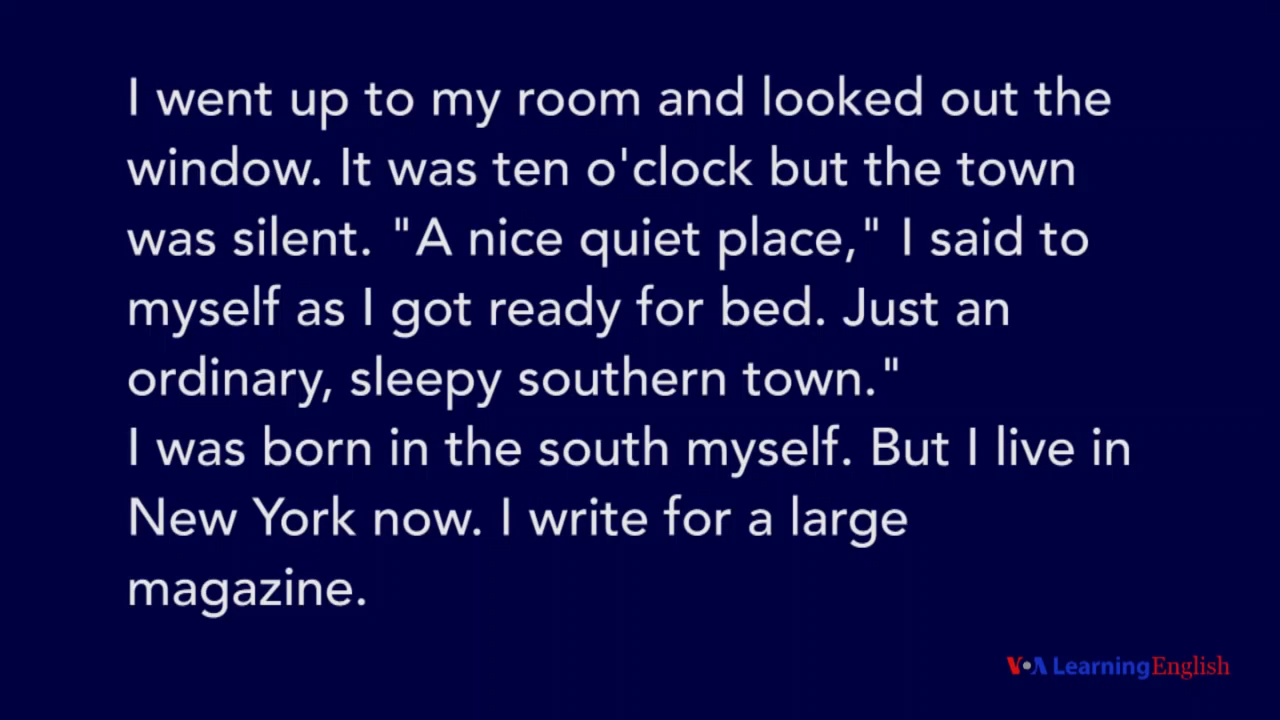 I went up to my room and looked out the
window. It was ten o'clock but the town
was silent. "A nice quiet place," I said to
myself as I got ready for bed. Just an
ordinary, sleepy southern town."
I was born in the south myself. But I live in
New York now. I write for a large
magazine.
VOA Learning English